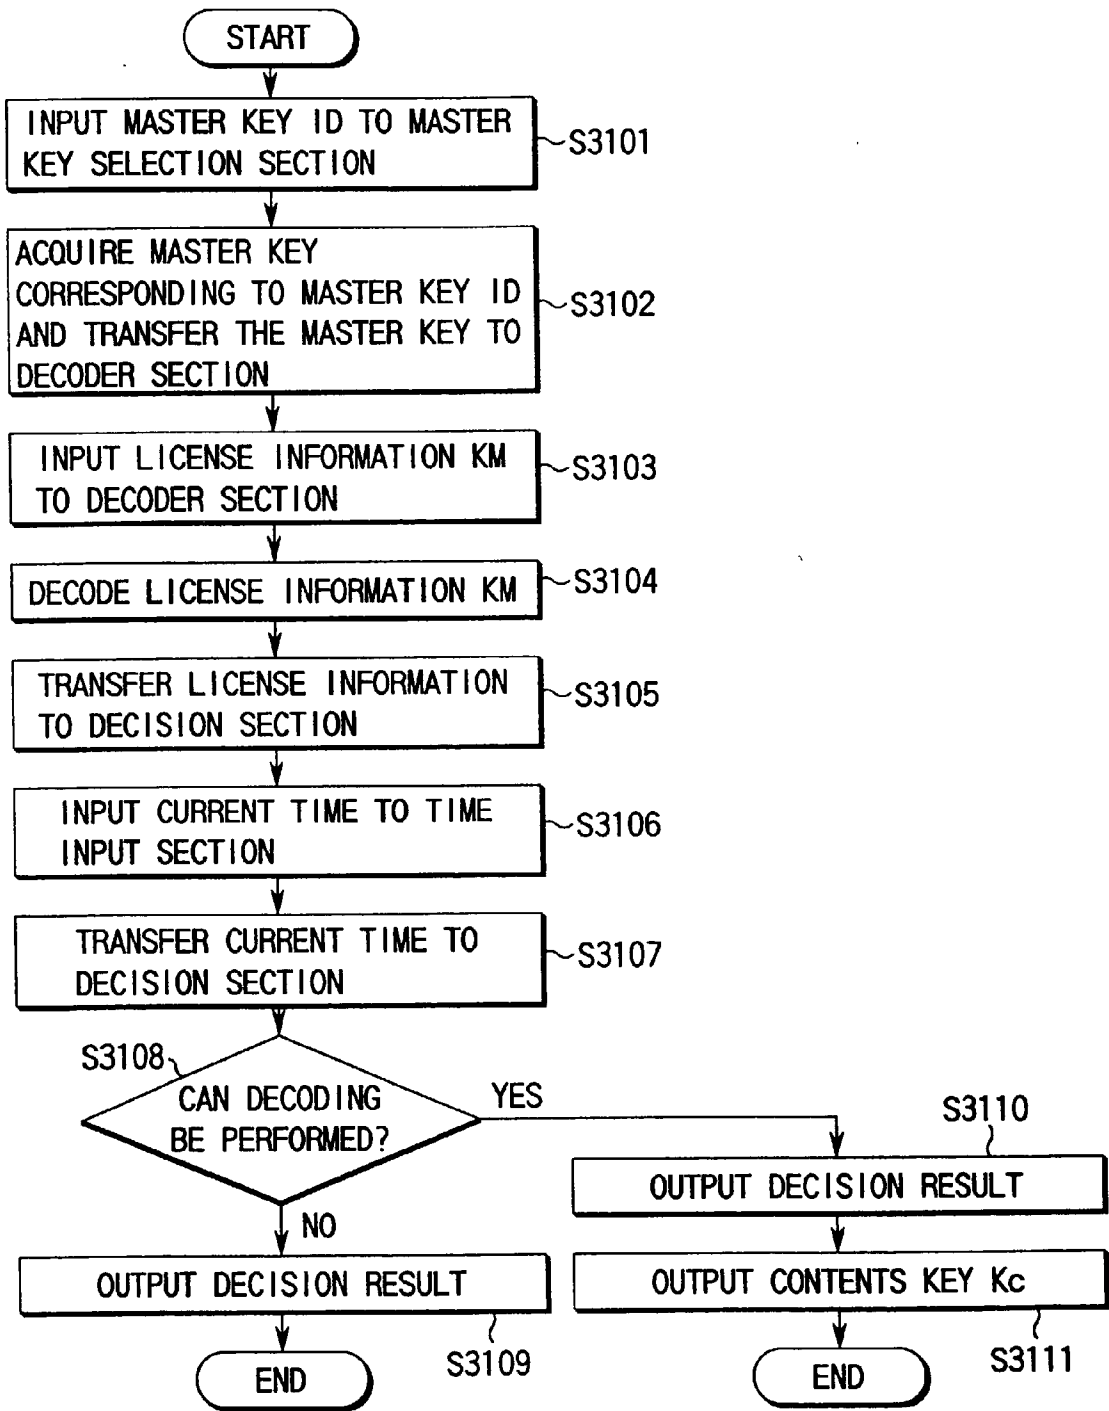 START
INPUT MASTER KEY ID TO MASTER
KEY SELECTION SECTION
S3101
ACQUIRE MASTER KEY
CORRESPONDING TO MASTER KEY ID
AND TRANSFER THE MASTER KEY TO
DECODER SECTION
S3102
INPUT LICENSE INFORMATION KM
TO DECODER SECTION
S3103
DECODE LICENSE INFORMATION KM
S3104
TRANSFER LICENSE INFORMATION
TO DECISION SECTION
S3105
INPUT CURRENT TIME TO TIME
INPUT SECTION
S3106
TRANSFER CURRENT TIME TO
DECISION SECTION
S3107
S3108
CAN DECODING
BE PERFORMED?
YES
NO
OUTPUT DECISION RESULT
S3109
END
S3110
OUTPUT DECISION RESULT
OUTPUT CONTENTS KEY Kc
S3111
END